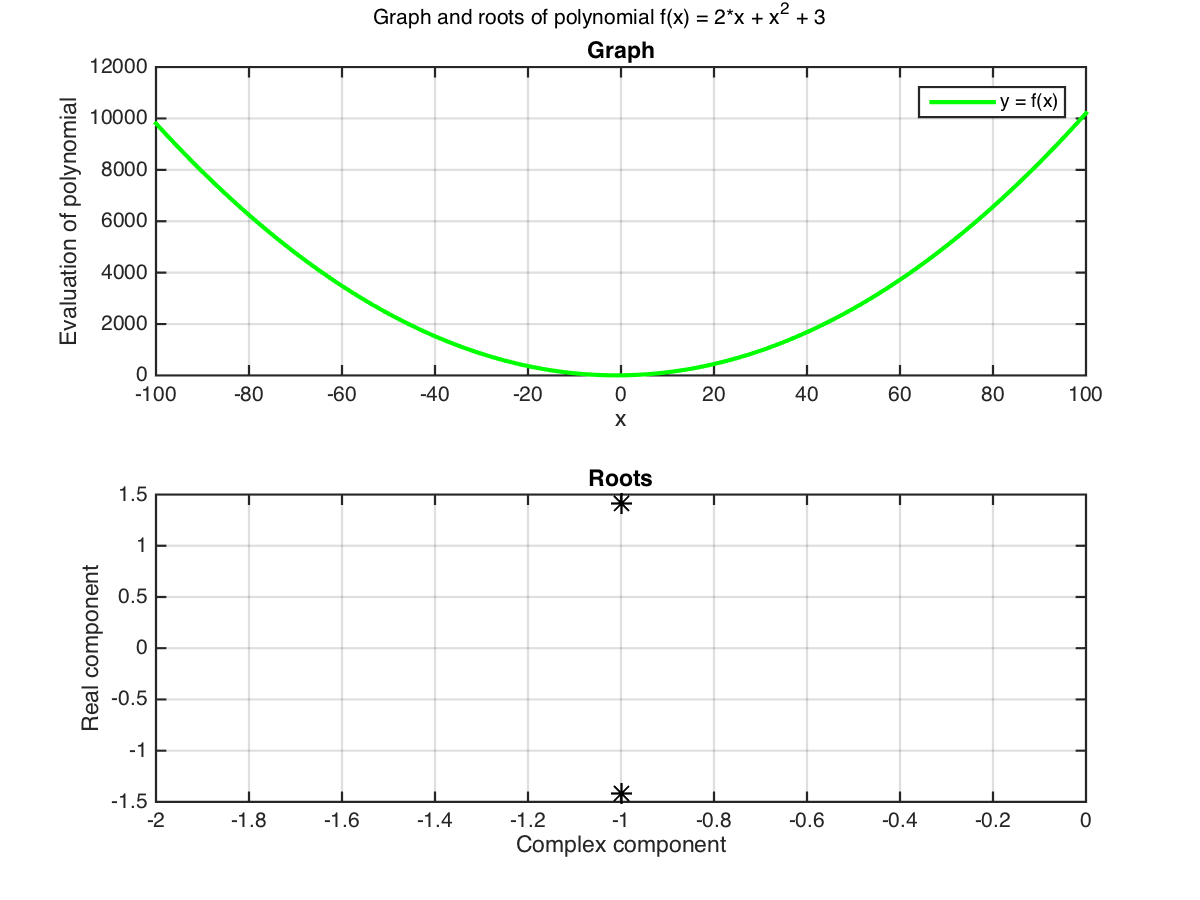 Graph and roots of polynomial f(x) = 2*x + x² + 3
Graph
12000
10000
8000
6000
4000
2000
0
Evaluation of polynomial
y = f(x)
-100 -80 -60 -40 -20 0 20 40 60 80 100
x
Roots
1.5
1
0.5
0
-0.5
-1
-1.5
Real component
-2 -1.8 -1.6 -1.4 -1.2 -1 -0.8 -0.6 -0.4 -0.2 0
Complex component